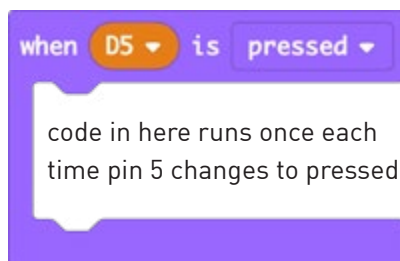 when D5 is pressed
code in here runs once each
time pin 5 changes to pressed